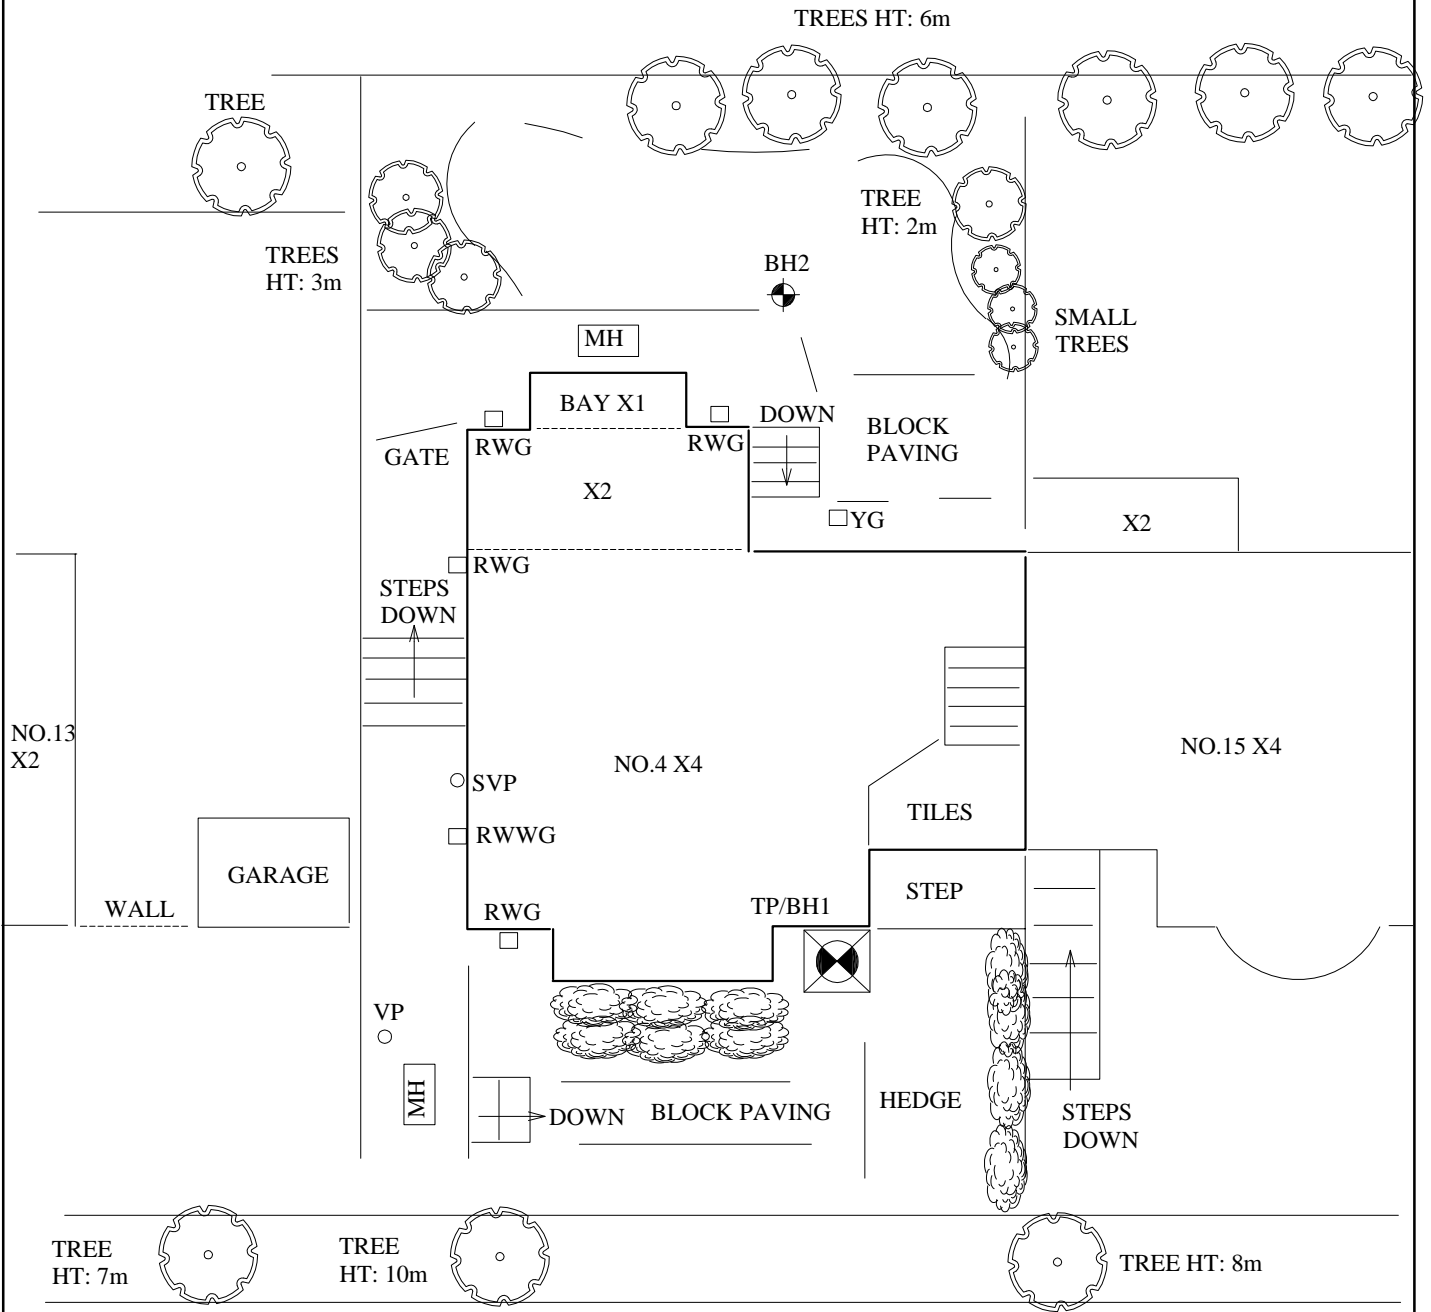 TREES HT: 6m
TREE
TREE
HT: 2m
TREES
HT: 3m
BH2
SMALL
TREES
MH
BAY X1
DOWN
BLOCK
PAVING
GATE
RWG
RWG
X2
YG
X2
RWG
STEPS
DOWN
NO.13
X2
NO.4 X4
NO.15 X4
SVP
TILES
RWWG
GARAGE
STEP
WALL
RWG
TP/BH1
VP
MH
DOWN
BLOCK PAVING
HEDGE
STEPS
DOWN
TREE
HT: 7m
TREE
HT: 10m
TREE HT: 8m